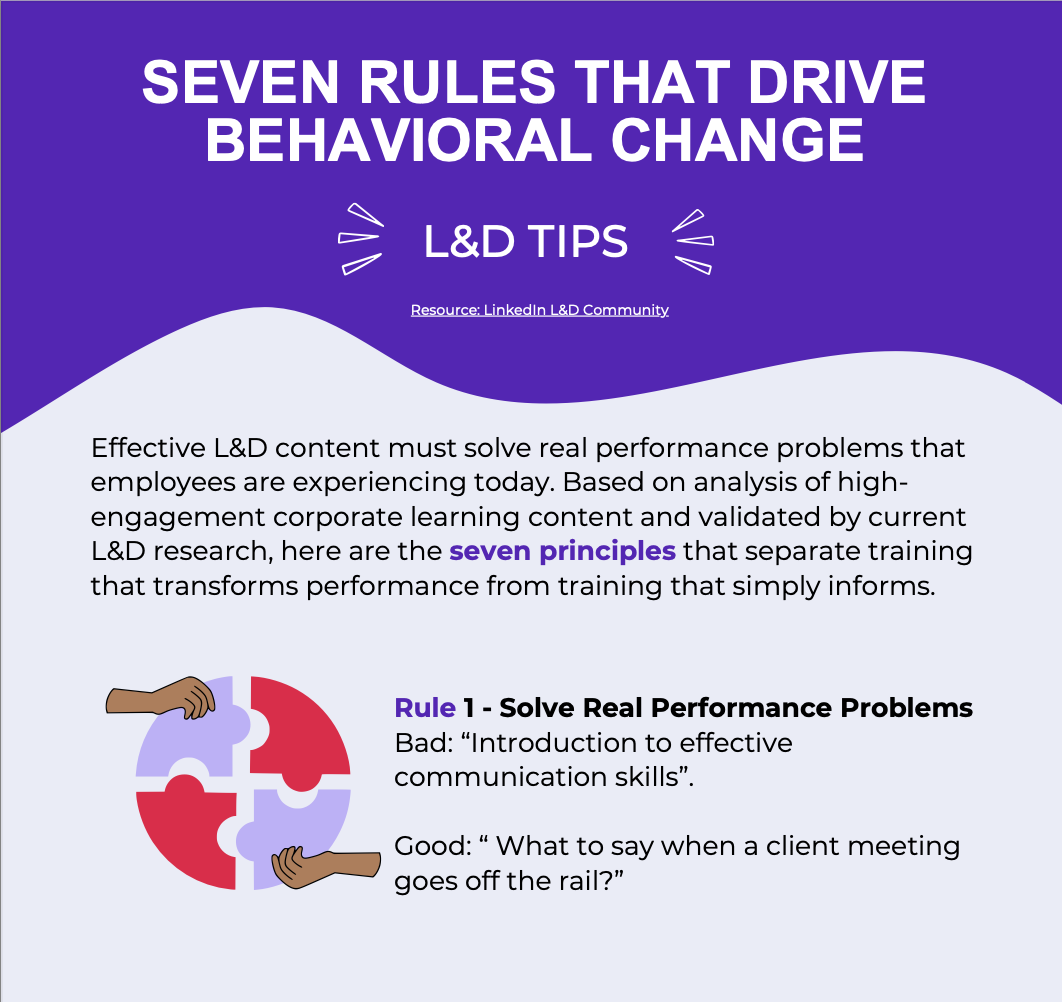 SEVEN RULES THAT DRIVE
BEHAVIORAL CHANGE
L&D TIPS
Resource: LinkedIn L&D Community
Effective L&D content must solve real performance problems that
employees are experiencing today. Based on analysis of high-
engagement corporate learning content and validated by current
L&D research, here are the seven principles that separate training
that transforms performance from training that simply informs.
Rule 1 - Solve Real Performance Problems
Bad: “Introduction to effective
communication skills”.
Good: “ What to say when a client meeting
goes off the rail?”